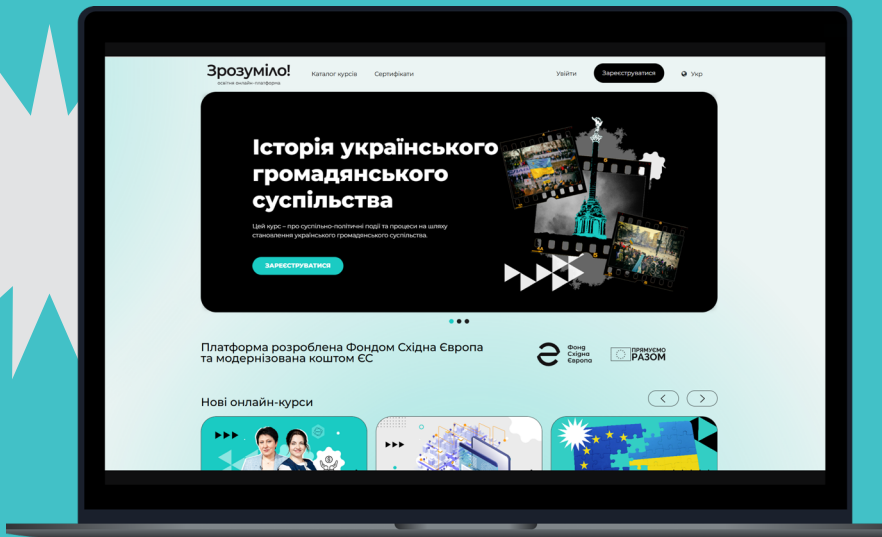 Зрозуміло!
освітня онлайн-платформа
Каталог курсів
Сертифікати
Увійти
Зареєструватися
Укр
Історія українського
громадянського
суспільства
Цей курс – про суспільно-політичні події та процеси на шляху
становлення українського громадянського суспільства.
ЗАРЕЄСТРУВАТИСЯ
Платформа розроблена Фондом Східна Європа
та модернізована коштом ЄС
Фонд
Східна
Європа
ПРЯМУЄМО
РАЗОМ
Нові онлайн-курси